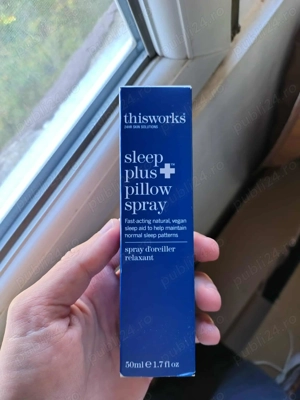 thisworks
sleep
plus+™
pillow
spray
Fast acting natural, vegan
sleep aid to help maintain
normal sleep patterns
spray d'oreiller
relaxant
50ml e 1.7 fl oz